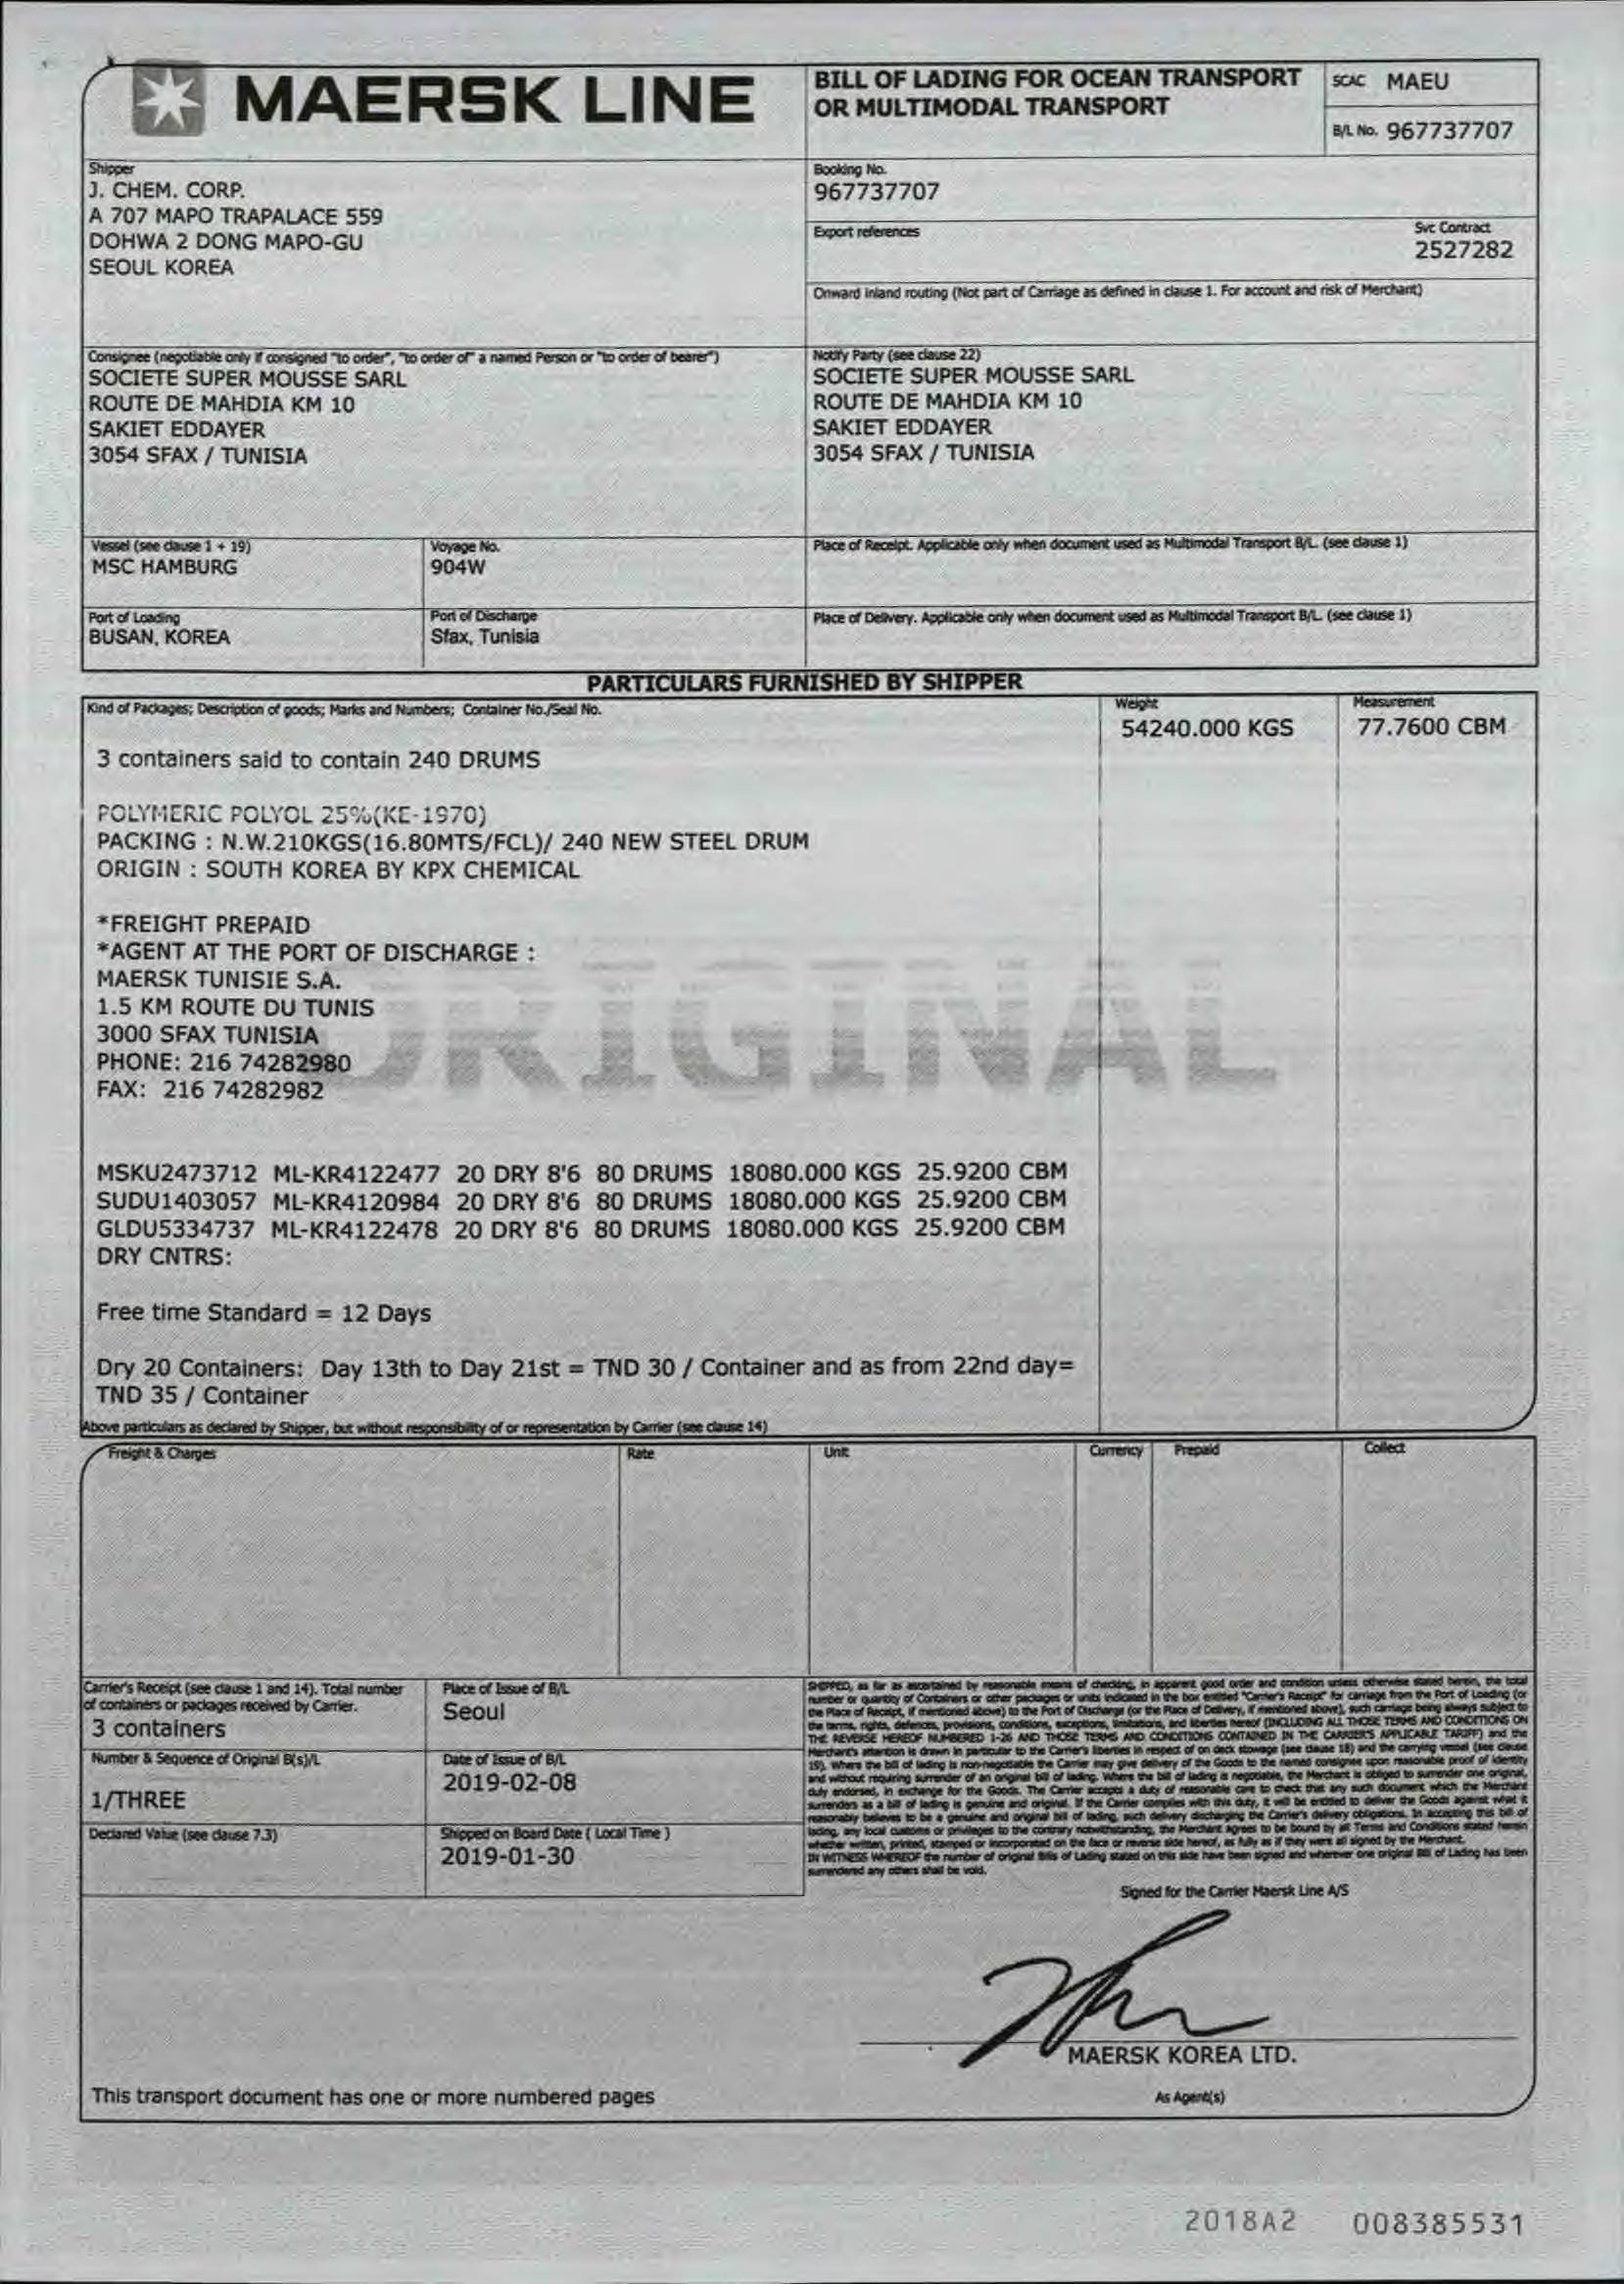 MAERSK LINE
BILL OF LADING FOR OCEAN TRANSPORT
OR MULTIMODAL TRANSPORT
SCAC MAEU
B/L No. 967737707
Shipper
J. CHEM. CORP.
A 707 MAPO TRAPALACE 559
DOHWA 2 DONG MAPO-GU
SEOUL KOREA
Booking No.
967737707
Export references
Svc Contract
2527282
Onward inland routing (Not part of Carriage as defined in clause 1. For account and risk of Merchant)
Consignee (negotiable only if consigned "to order", "to order of" a named Person or "to order of bearer")
SOCIETE SUPER MOUSSE SARL
ROUTE DE MAHDIA KM 10
SAKIET EDDAYER
3054 SFAX / TUNISIA
Notify Party (see clause 22)
SOCIETE SUPER MOUSSE SARL
ROUTE DE MAHDIA KM 10
SAKIET EDDAYER
3054 SFAX / TUNISIA
Vessel (see clause 1 + 19)
MSC HAMBURG
Voyage No.
904W
Place of Receipt. Applicable only when document used as Multimodal Transport B/L. (see clause 1)
Port of Loading
BUSAN, KOREA
Port of Discharge
Sfax, Tunisia
Place of Delivery. Applicable only when document used as Multimodal Transport B/L. (see clause 1)
PARTICULARS FURNISHED BY SHIPPER
Kind of Packages; Description of goods; Marks and Numbers; Container No./Seal No.
Weight
54240.000 KGS
Measurement
77.7600 CBM
3 containers said to contain 240 DRUMS
POLYMERIC POLYOL 25%(KE-1970)
PACKING : N.W.210KGS(16.80MTS/FCL)/ 240 NEW STEEL DRUM
ORIGIN : SOUTH KOREA BY KPX CHEMICAL
*FREIGHT PREPAID
*AGENT AT THE PORT OF DISCHARGE :
MAERSK TUNISIE S.A.
1.5 KM ROUTE DU TUNIS
3000 SFAX TUNISIA
PHONE: 216 74282980
FAX: 216 74282982
ORIGINAL
MSKU2473712 ML-KR4122477 20 DRY 8'6 80 DRUMS 18080.000 KGS 25.9200 CBM
SUDU1403057 ML-KR4120984 20 DRY 8'6 80 DRUMS 18080.000 KGS 25.9200 CBM
GLDU5334737 ML-KR4122478 20 DRY 8'6 80 DRUMS 18080.000 KGS 25.9200 CBM
DRY CNTRS:
Free time Standard = 12 Days
Dry 20 Containers: Day 13th to Day 21st = TND 30 / Container and as from 22nd day=
TND 35 / Container
Above particulars as declared by Shipper, but without responsibility of or representation by Carrier (see clause 14)
Freight & Charges
Rate
Unit
Currency
Prepaid
Collect
Carrier's Receipt (see clause 1 and 14). Total number
of containers or packages received by Carrier.
3 containers
Place of Issue of B/L
Seoul
Number & Sequence of Original B(s)/L
1/THREE
Date of Issue of B/L
2019-02-08
Declared Value (see clause 7.3)
Shipped on Board Date ( Local Time )
2019-01-30
SHIPPED, as far as ascertained by reasonable means of checking, in apparent good order and condition unless otherwise stated herein, the total
number or quantity of Containers or other packages or units indicated in the box entitled "Carrier's Receipt" for carriage from the Port of Loading (or
the Place of Receipt, if mentioned above) to the Port of Discharge (or the Place of Delivery, if mentioned above), such carriage being always subject to
the terms, rights, defences, provisions, conditions, exceptions, limitations, and liberties hereof (INCLUDING ALL THOSE TERMS AND CONDITIONS ON
THE REVERSE HEREOF NUMBERED 1-26 AND THOSE TERMS AND CONDITIONS CONTAINED IN THE CARRIER'S APPLICABLE TARIFF) and the
Merchant's attention is drawn in particular to the Carrier's liberties in respect of on deck stowage (see clause 18) and the carrying vessel (see clause
19). Where the bill of lading is non-negotiable the Carrier may give delivery of the Goods to the named consignee upon reasonable proof of identity
and without requiring surrender of an original bill of lading. Where the bill of lading is negotiable, the Merchant is obliged to surrender one original,
duly endorsed, in exchange for the Goods. The Carrier accepts a duty of reasonable care to check that any such document which the Merchant
surrenders as a bill of lading is genuine and original. If the Carrier complies with this duty, it will be entitled to deliver the Goods against what it
reasonably believes to be a genuine and original bill of lading, such delivery discharging the Carrier's delivery obligations. In accepting this bill of
lading, any local customs or privileges to the contrary notwithstanding, the Merchant agrees to be bound by all Terms and Conditions stated herein
whether written, printed, stamped or incorporated on the face or reverse side hereof, as fully as if they were all signed by the Merchant.
IN WITNESS WHEREOF the number of original Bills of Lading stated on this side have been signed and wherever one original Bill of Lading has been
surrendered any others shall be void.
Signed for the Carrier Maersk Line A/S
MAERSK KOREA LTD.
As Agent(s)
This transport document has one or more numbered pages
2018A2 008385531